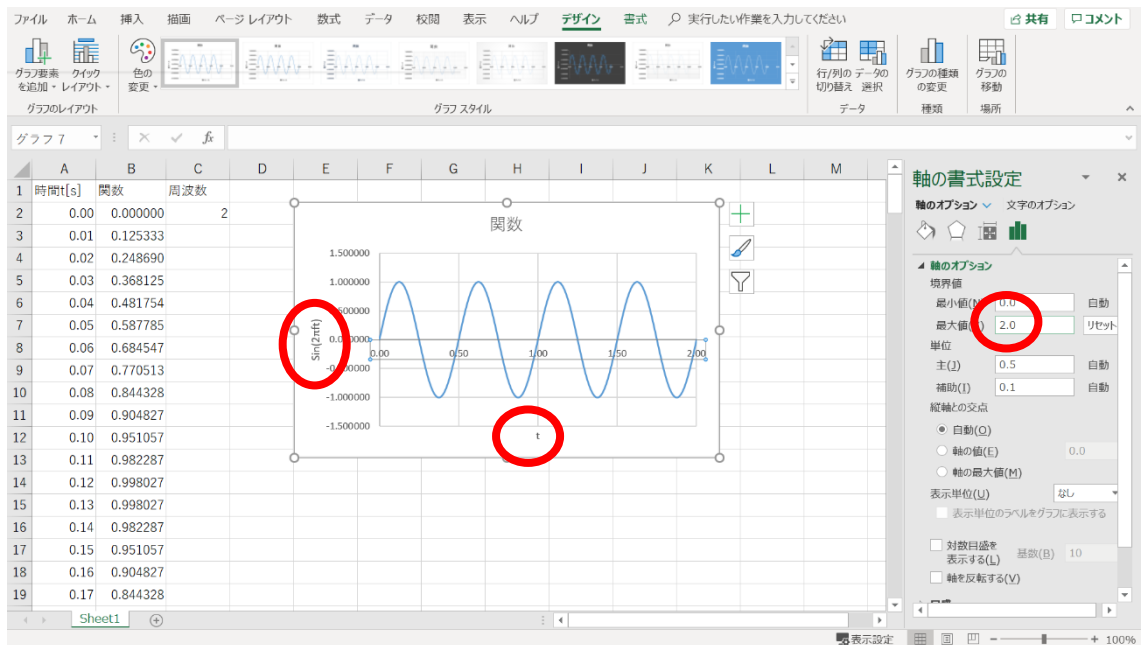 ファイル ホーム 挿入 描画 ページ レイアウト 数式 データ 校閲 表示 ヘルプ デザイン 書式 実行したい作業を入力してください 共有 コメント
グラフ要素 クイック 色の 行/列の データの グラフの種類 グラフの
を追加 レイアウト 変更 切り替え 選択 の変更 移動
グラフのレイアウト グラフ スタイル データ 種類 場所
グラフ 7 fx
A B C D E F G H I J K L M
1 時間t[s] 関数 周波数
2 0.00 0.000000 2
3 0.01 0.125333
4 0.02 0.248690
5 0.03 0.368125
6 0.04 0.481754
7 0.05 0.587785
8 0.06 0.684547
9 0.07 0.770513
10 0.08 0.844328
11 0.09 0.904827
12 0.10 0.951057
13 0.11 0.982287
14 0.12 0.998027
15 0.13 0.998027
16 0.14 0.982287
17 0.15 0.951057
18 0.16 0.904827
19 0.17 0.844328
関数
1.500000
1.000000
0.00 0.50 1.00 1.50 2.00
-1.000000
-1.500000
Sin(2πft)
t
軸の書式設定
軸のオプション 文字のオプション
軸のオプション
境界値
最小値(N) 0.0 自動
最大値 2.0 リセット
単位
主(J) 0.5 自動
補助(I) 0.1 自動
縦軸との交点
自動(O)
軸の値(E) 0.0
軸の最大値(M)
表示単位(U) なし
表示単位のラベルをグラフに表示する
対数目盛を
表示する(L) 基数(B) 10
軸を反転する(V)
Sheet1
表示設定 100%